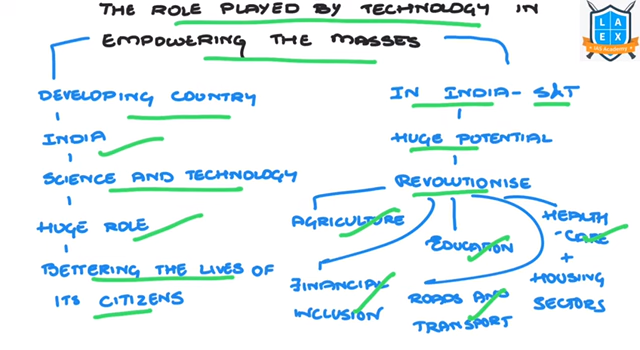 THE ROLE PLAYED BY TECHNOLOGY IN
EMPOWERING THE MASSES
LAEX
IAS Academy
DEVELOPING COUNTRY
INDIA
SCIENCE AND TECHNOLOGY
HUGE ROLE
BETTERING THE LIVES OF
ITS CITIZENS
IN INDIA - S&T
HUGE POTENTIAL
REVOLUTIONISE
AGRICULTURE
FINANCIAL
INCLUSION
EDUCATION
ROADS AND
TRANSPORT
HEALTH
- CARE
+
HOUSING
SECTORS